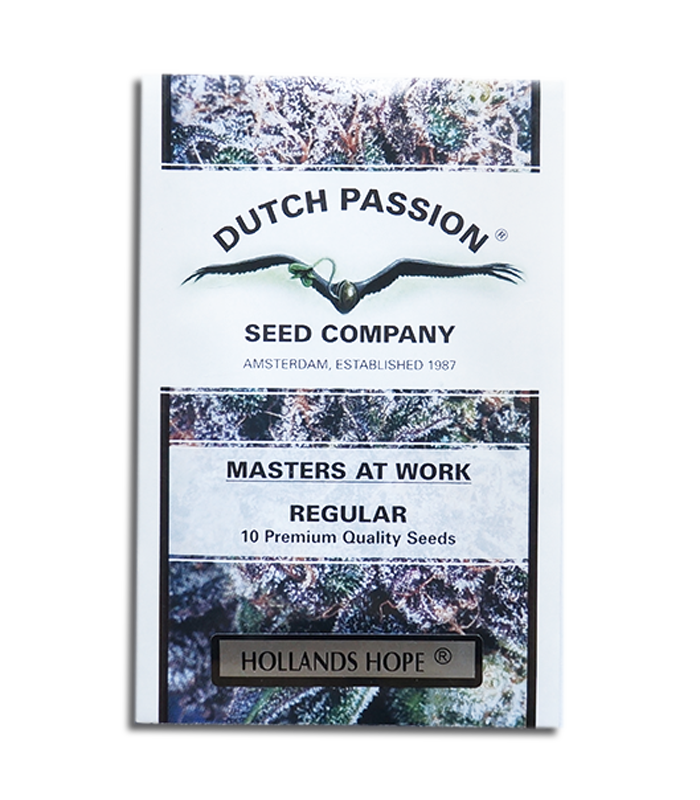 DUTCH PASSION ®
SEED COMPANY
AMSTERDAM, ESTABLISHED 1987
MASTERS AT WORK
REGULAR
10 Premium Quality Seeds
HOLLANDS HOPE ®